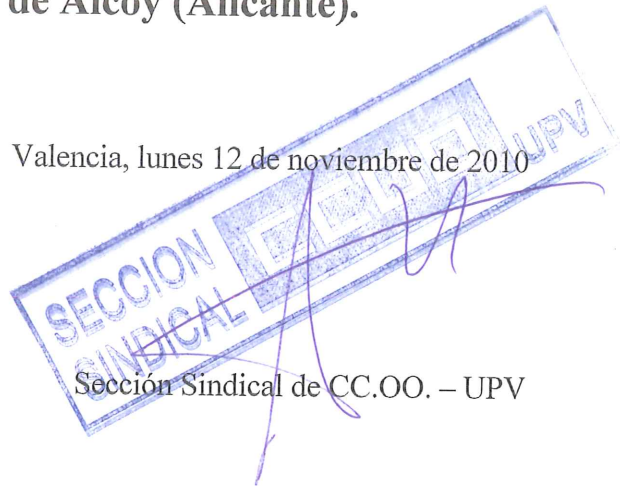 de Alcoy (Alicante).
Valencia, lunes 12 de noviembre de 2010
SECCION
SINDICAL
CCOO
UPV
Sección Sindical de CC.OO. – UPV